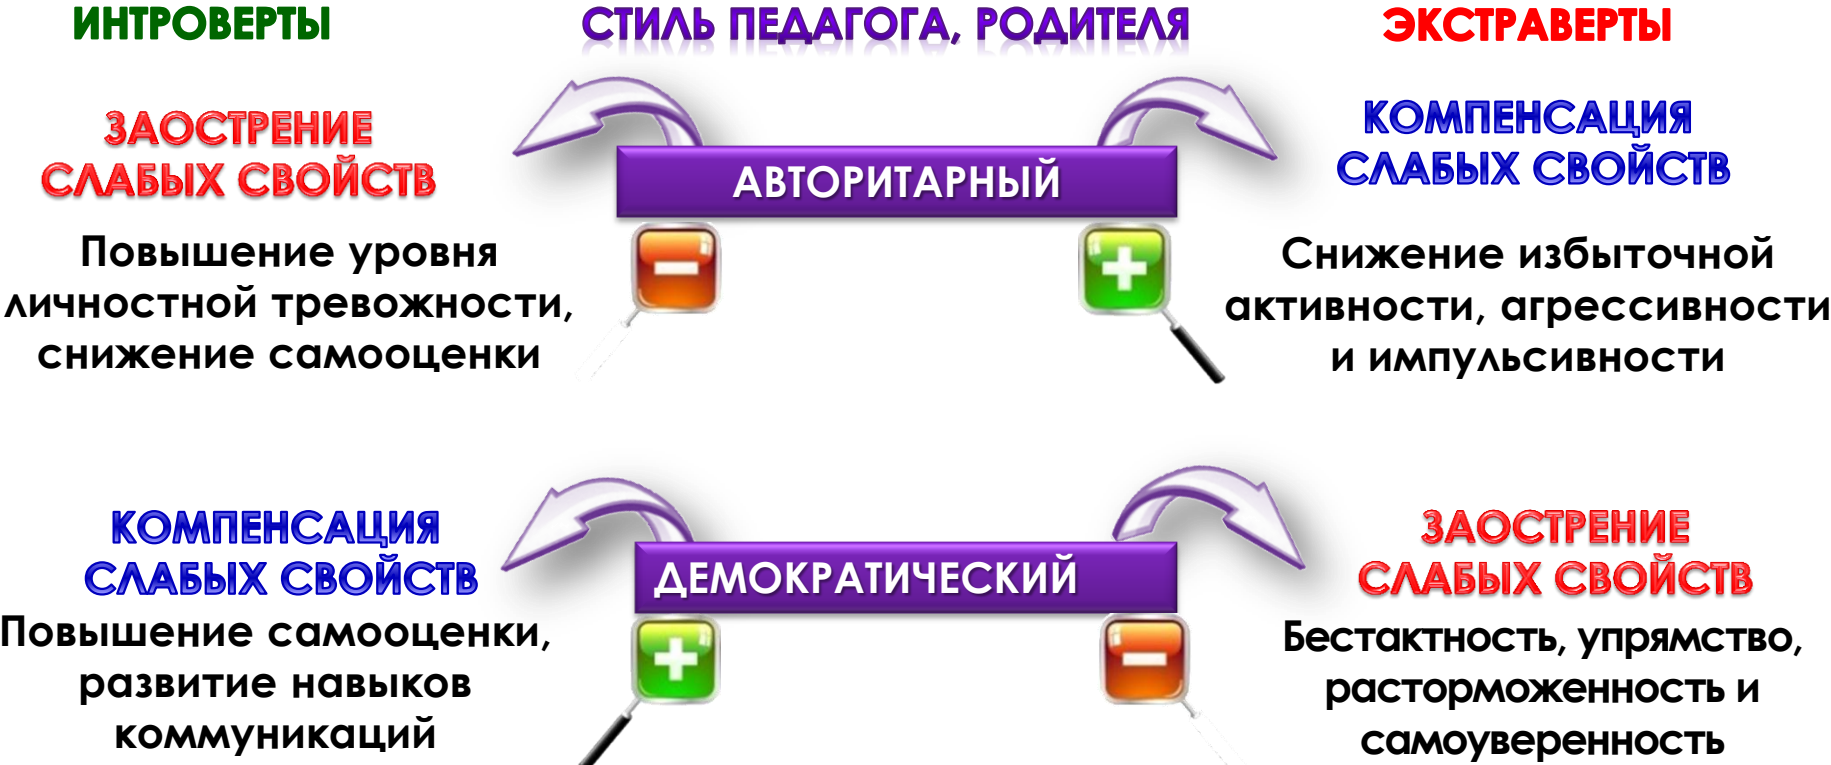 ИНТРОВЕРТЫ
СТИЛЬ ПЕДАГОГА, РОДИТЕЛЯ
ЭКСТРАВЕРТЫ
ЗАОСТРЕНИЕ
СЛАБЫХ СВОЙСТВ
Повышение уровня
личностной тревожности,
снижение самооценки
АВТОРИТАРНЫЙ
КОМПЕНСАЦИЯ
СЛАБЫХ СВОЙСТВ
Снижение избыточной
активности, агрессивности
и импульсивности
КОМПЕНСАЦИЯ
СЛАБЫХ СВОЙСТВ
Повышение самооценки,
развитие навыков
коммуникаций
ДЕМОКРАТИЧЕСКИЙ
ЗАОСТРЕНИЕ
СЛАБЫХ СВОЙСТВ
Бестактность, упрямство,
расторможенность и
самоуверенность